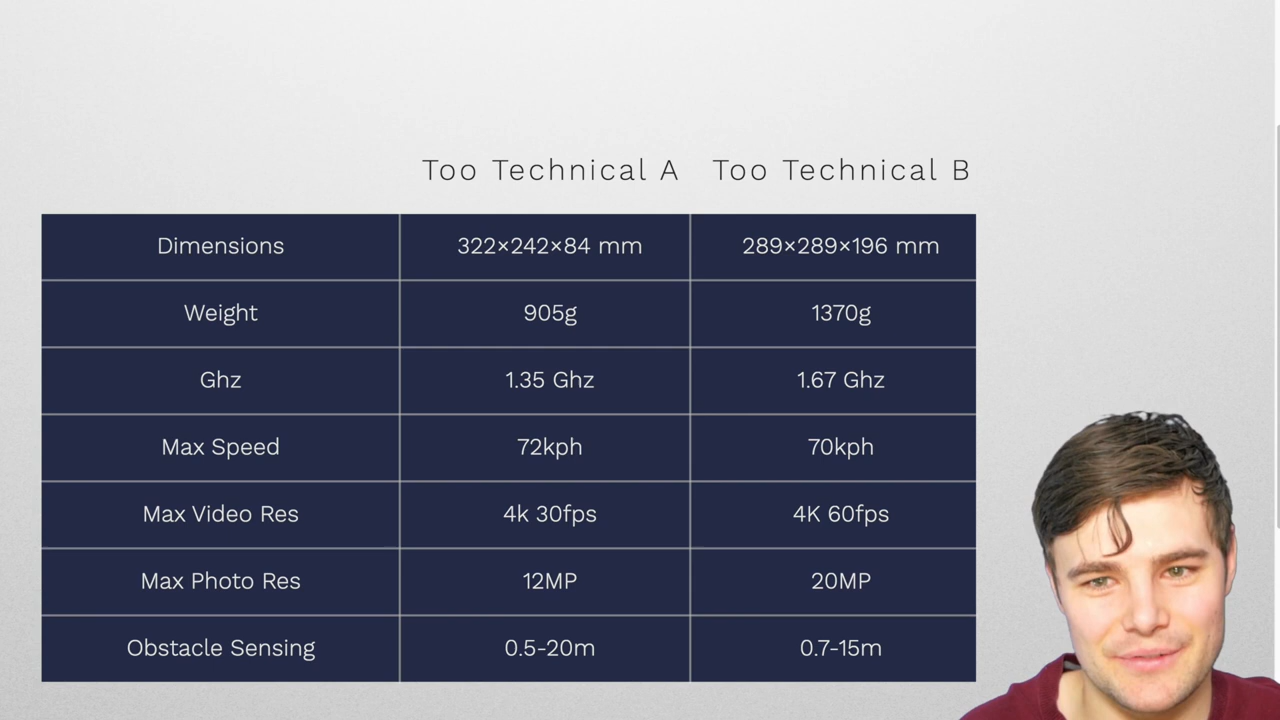 Too Technical A Too Technical B
Dimensions 322×242×84 mm 289×289×196 mm
Weight 905g 1370g
Ghz 1.35 Ghz 1.67 Ghz
Max Speed 72kph 70kph
Max Video Res 4k 30fps 4K 60fps
Max Photo Res 12MP 20MP
Obstacle Sensing 0.5-20m 0.7-15m